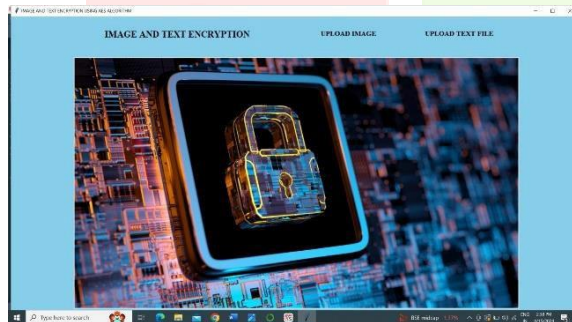 IMAGE AND TEXT ENCRYPTION USING AES ALGORITHM
IMAGE AND TEXT ENCRYPTION
UPLOAD IMAGE
UPLOAD TEXT FILE
Type here to search
ENG